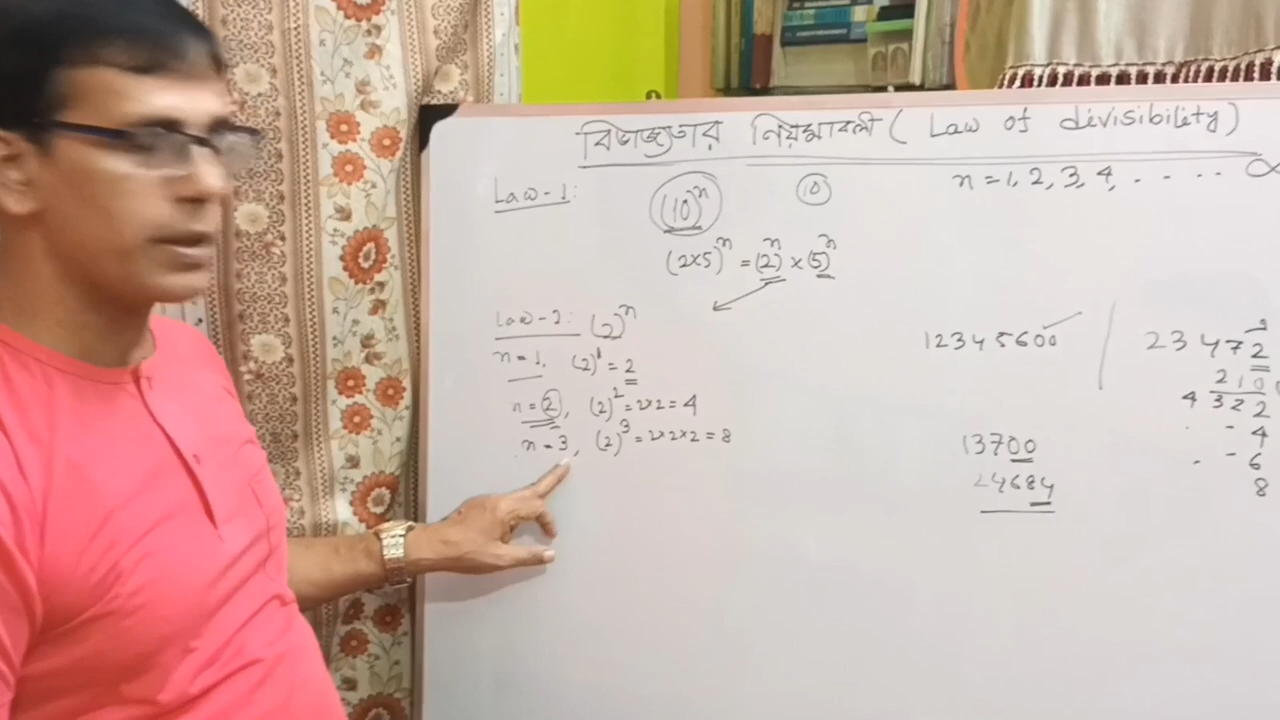 বিভাজ্যতার নিয়মাবলী ( Law of divisibility)
n = 1, 2, 3, 4, . . . . . ∝
Law-1:
(10)^n
10
(2×5)^n = (2)^n × (5)^n
Law-2: (2)^n
n = 1, (2)^1 = 2
n = 2, (2)^2 = 2×2 = 4
n = 3, (2)^3 = 2×2×2 = 8
12345600
13700
24684
23472
210
4322
4
6
8